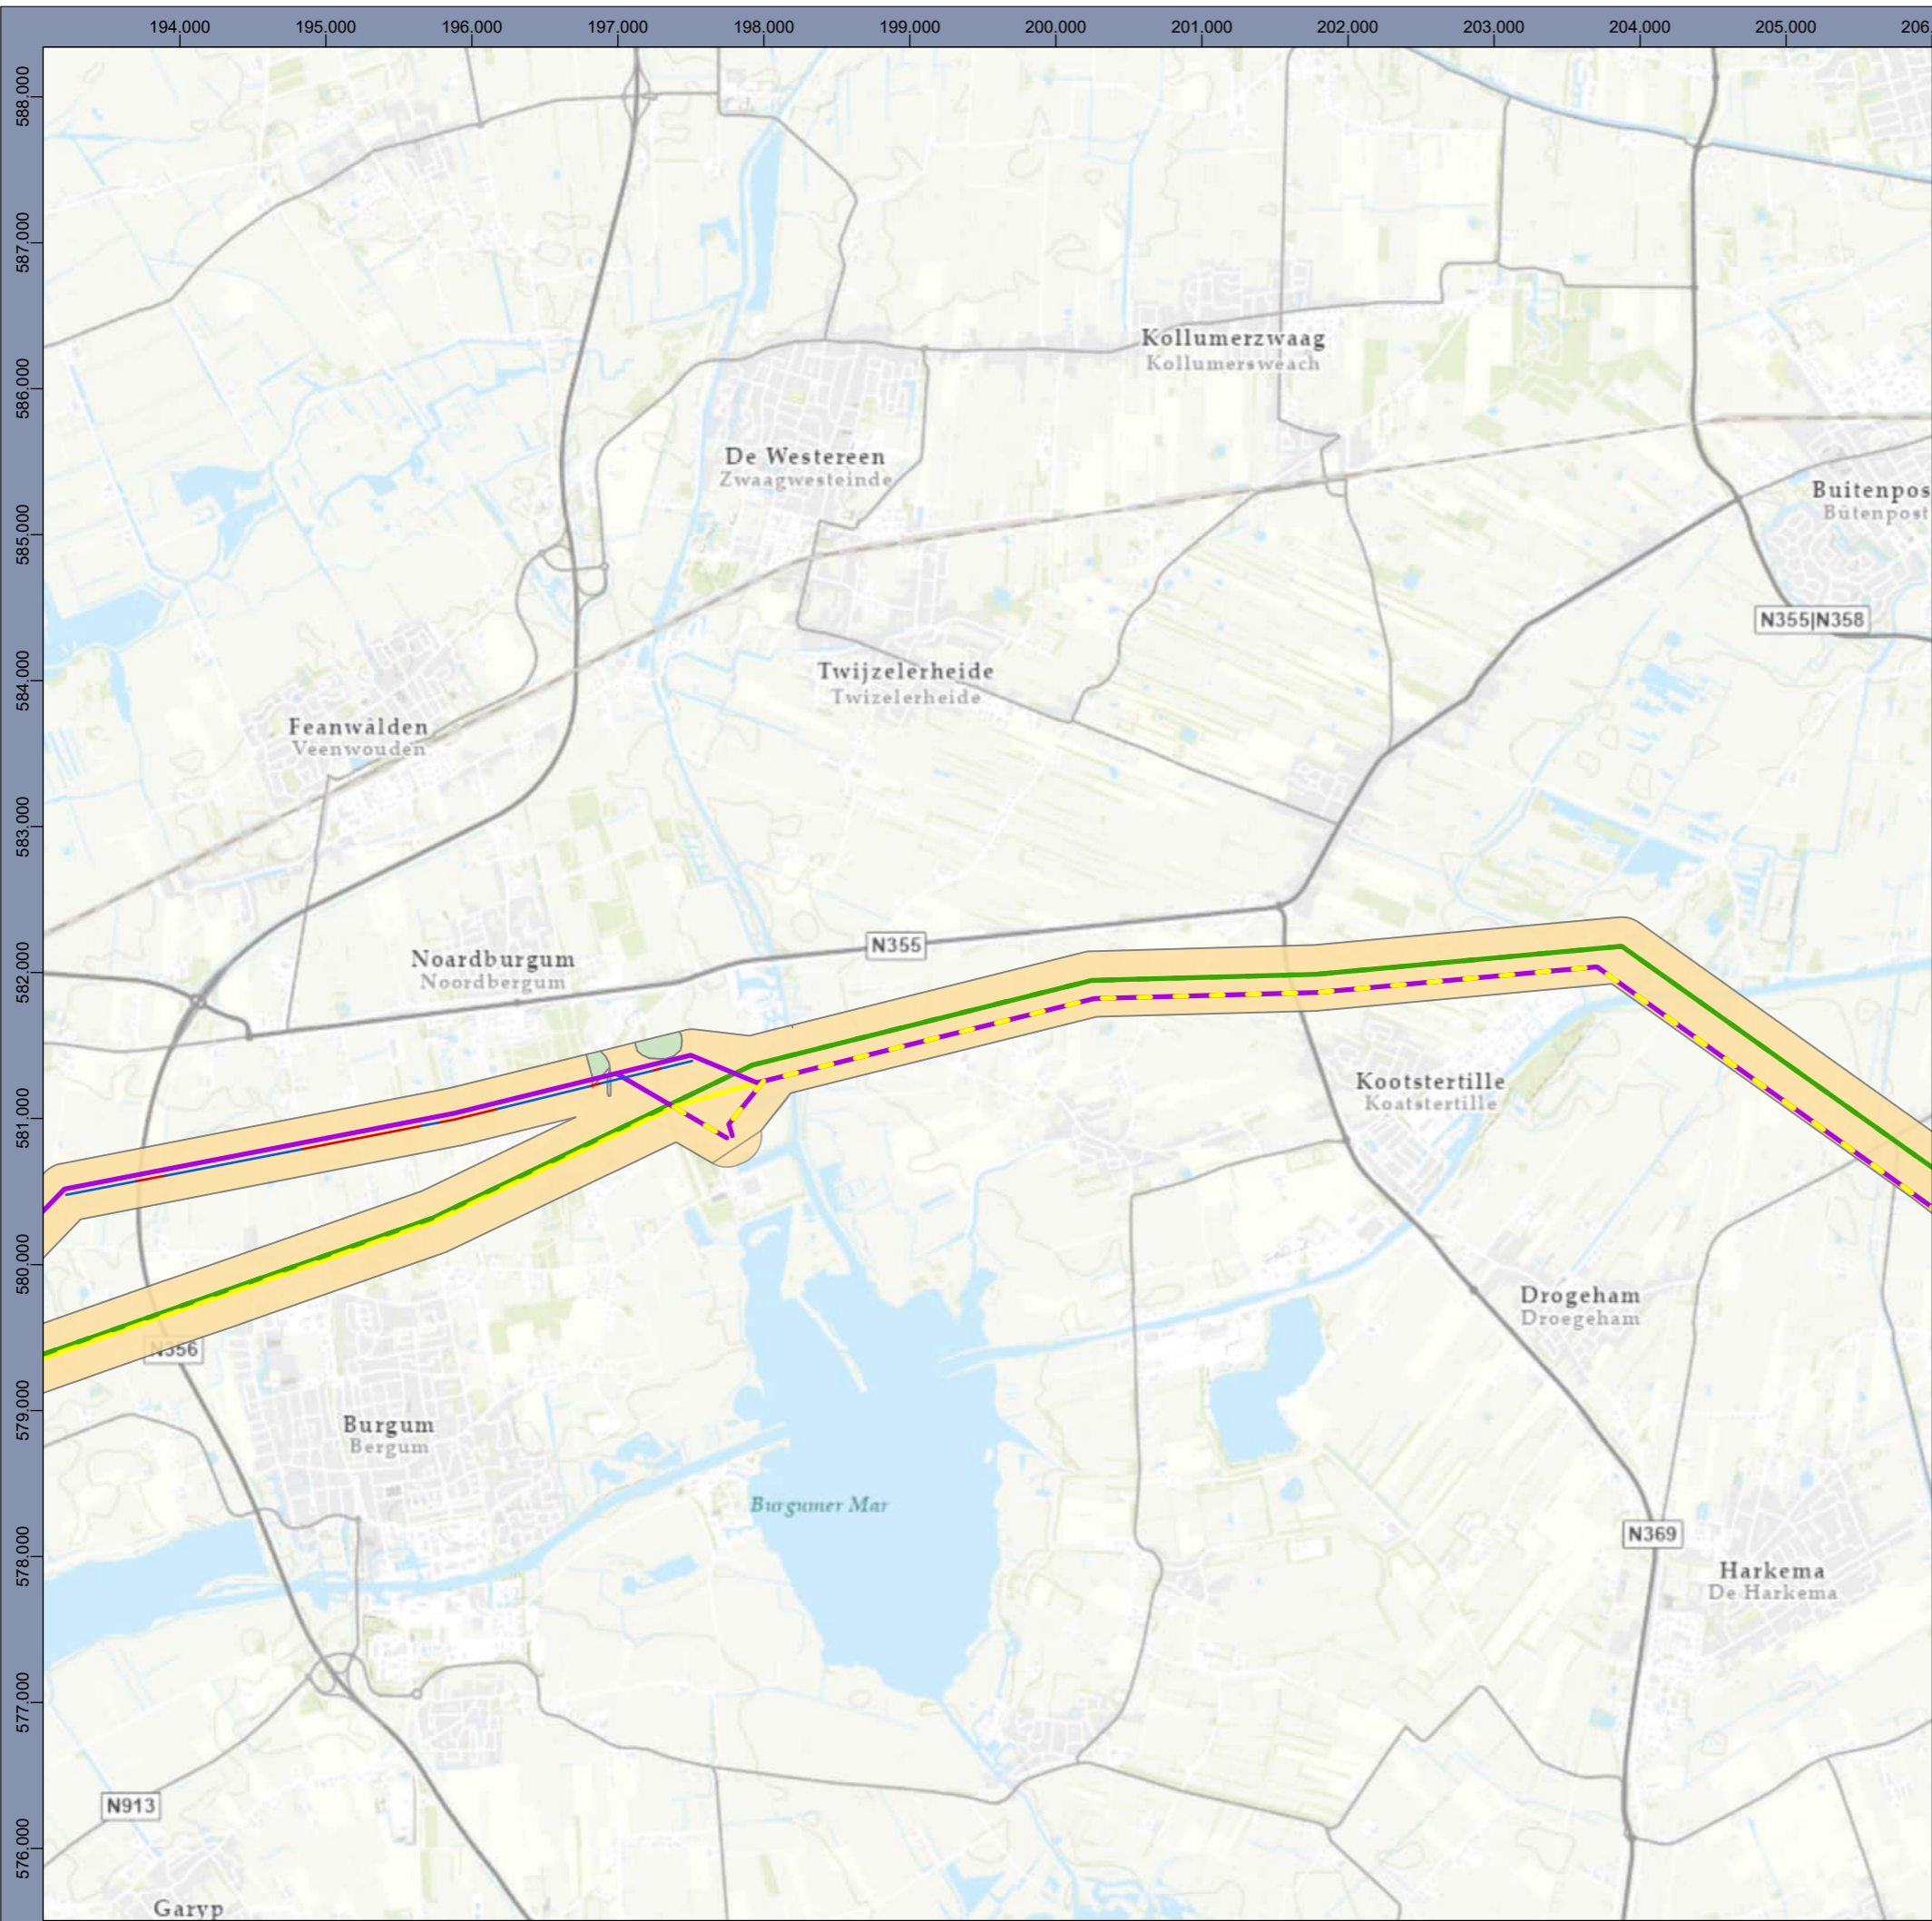 194.000 195.000 196.000 197.000 198.000 199.000 200.000 201.000 202.000 203.000 204.000 205.000 206.
588.000
587.000
586.000
585.000
584.000
583.000
582.000
581.000
580.000
579.000
578.000
577.000
576.000
Kollumerzwaag
Kollumersweach
De Westereen
Zwaagwesteinde
Buitenpos
Bûtenpost
N355|N358
Twijzelerheide
Twizelerheide
Feanwâlden
Veenwouden
N355
Noardburgum
Noordbergum
Kootstertille
Koatstertille
Drogeham
Droegeham
N356
Burgum
Bergum
Burgumer Mar
N369
Harkema
De Harkema
N913
Garyp